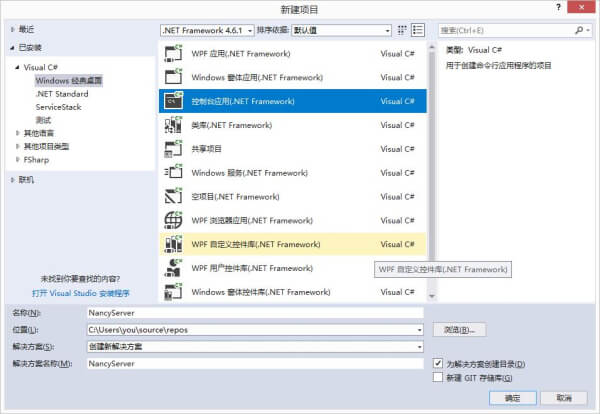 新建项目
最近
.NET Framework 4.6.1
排序依据:
默认值
搜索(Ctrl+E)
已安装
Visual C#
Windows 经典桌面
.NET Standard
ServiceStack
测试
其他语言
其他项目类型
FSharp
联机
未找到你要查找的内容?
打开 Visual Studio 安装程序
WPF 应用(.NET Framework) Visual C#
Windows 窗体应用(.NET Framework) Visual C#
控制台应用(.NET Framework) Visual C#
类库(.NET Framework) Visual C#
共享项目 Visual C#
Windows 服务(.NET Framework) Visual C#
空项目(.NET Framework) Visual C#
WPF 浏览器应用(.NET Framework) Visual C#
WPF 自定义控件库(.NET Framework) Visual C#
WPF 用户控件库(.NET Framework)
WPF 自定义控件库(.NET Framework)
Windows 窗体控件库(.NET Framework) Visual C#
类型: Visual C#
用于创建命令行应用程序的项目
名称(N): NancyServer
位置(L): C:\Users\you\source\repos 浏览(B)...
解决方案(S): 创建新解决方案
解决方案名称(M): NancyServer
为解决方案创建目录(D)
新建 GIT 存储库(G)
确定 取消